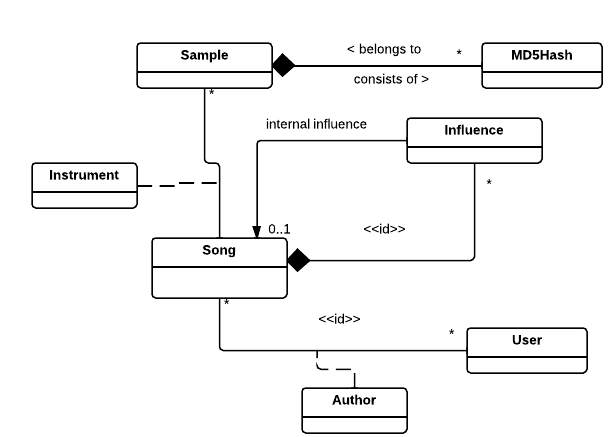 < belongs to
Sample
*
MD5Hash
consists of >
*
internal influence
Influence
Instrument
*
0..1
<<id>>
Song
*
<<id>>
*
User
Author